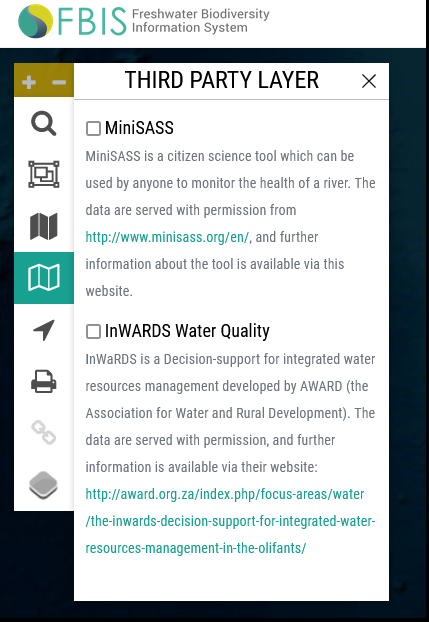 FBIS Freshwater Biodiversity
Information System
THIRD PARTY LAYER
MiniSASS
MiniSASS is a citizen science tool which can be
used by anyone to monitor the health of a river. The
data are served with permission from
http://www.minisass.org/en/, and further
information about the tool is available via this
website.
InWARDS Water Quality
InWaRDS is a Decision-support for integrated water
resources management developed by AWARD (the
Association for Water and Rural Development). The
data are served with permission, and further
information is available via their website:
http://award.org.za/index.php/focus-areas/water
/the-inwards-decision-support-for-integrated-water-
resources-management-in-the-olifants/